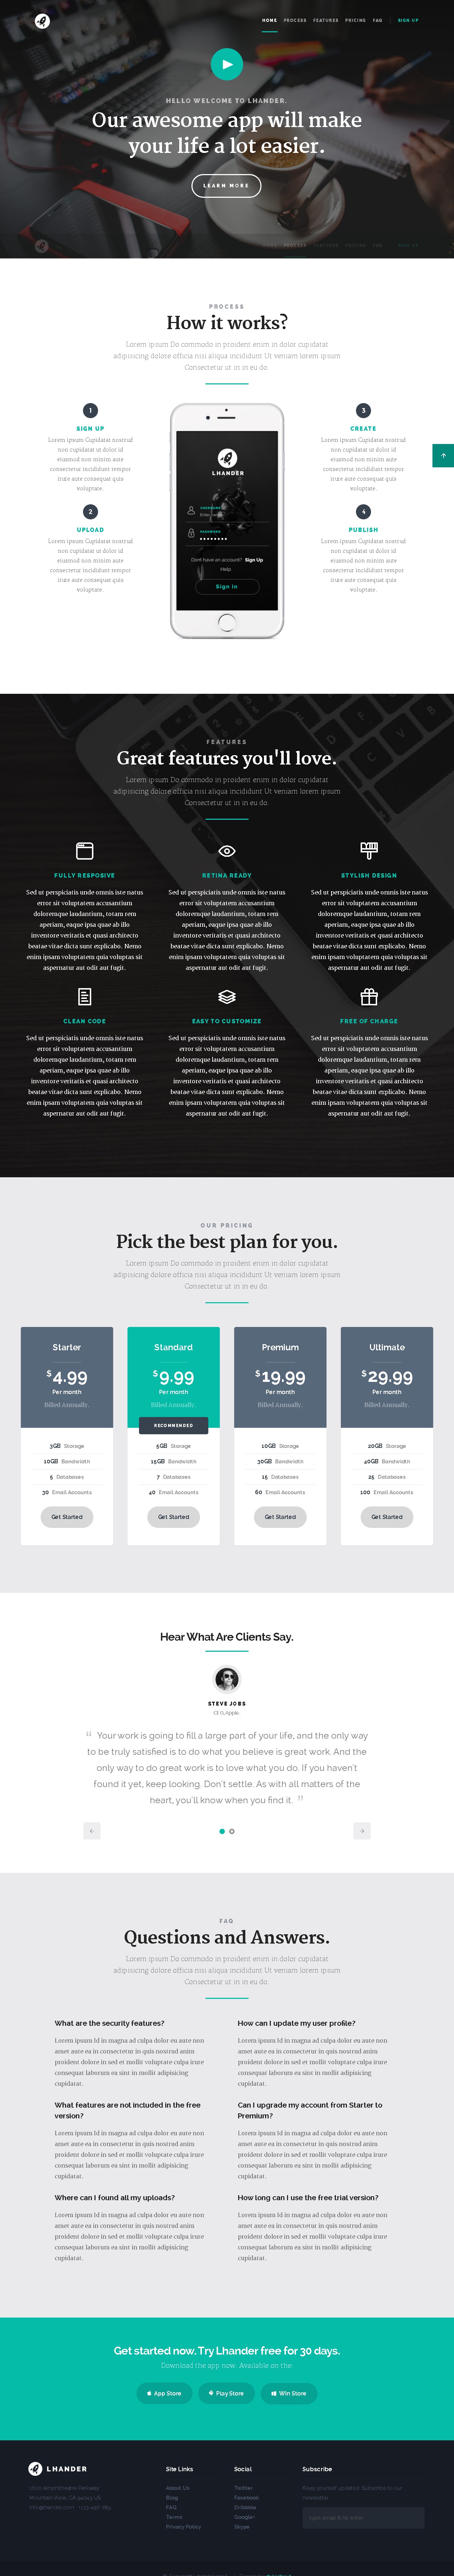 HOME PROCESS FEATURES PRICING FAQ SIGN UP
HELLO WELCOME TO LHANDER.
Our awesome app will make
your life a lot easier.
LEARN MORE
PROCESS
How it works?
Lorem ipsum Do commodo in proident enim in dolor cupidatat
adipisicing dolore officia nisi aliqua incididunt Ut veniam lorem ipsum
Consectetur ut in in eu do.
1
SIGN UP
Lorem ipsum Cupidatat nostrud
non cupidatat ut dolor id
eiusmod non minim aute
consectetur incididunt tempor
irure aute consequat quis
voluptate.
2
UPLOAD
Lorem ipsum Cupidatat nostrud
non cupidatat ut dolor id
eiusmod non minim aute
consectetur incididunt tempor
irure aute consequat quis
voluptate.
LHANDER
USERNAME
PASSWORD
Don't have an account? Sign Up
Help
Sign in
3
CREATE
Lorem ipsum Cupidatat nostrud
non cupidatat ut dolor id
eiusmod non minim aute
consectetur incididunt tempor
irure aute consequat quis
voluptate.
4
PUBLISH
Lorem ipsum Cupidatat nostrud
non cupidatat ut dolor id
eiusmod non minim aute
consectetur incididunt tempor
irure aute consequat quis
voluptate.
FEATURES
Great features you'll love.
Lorem ipsum Do commodo in proident enim in dolor cupidatat
adipisicing dolore officia nisi aliqua incididunt Ut veniam lorem ipsum
Consectetur ut in in eu do.
FULLY RESPOSIVE
Sed ut perspiciatis unde omnis iste natus
error sit voluptatem accusantium
doloremque laudantium, totam rem
aperiam, eaque ipsa quae ab illo
inventore veritatis et quasi architecto
beatae vitae dicta sunt explicabo. Nemo
enim ipsam voluptatem quia voluptas sit
aspernatur aut odit aut fugit.
RETINA READY
Sed ut perspiciatis unde omnis iste natus
error sit voluptatem accusantium
doloremque laudantium, totam rem
aperiam, eaque ipsa quae ab illo
inventore veritatis et quasi architecto
beatae vitae dicta sunt explicabo. Nemo
enim ipsam voluptatem quia voluptas sit
aspernatur aut odit aut fugit.
STYLISH DESIGN
Sed ut perspiciatis unde omnis iste natus
error sit voluptatem accusantium
doloremque laudantium, totam rem
aperiam, eaque ipsa quae ab illo
inventore veritatis et quasi architecto
beatae vitae dicta sunt explicabo. Nemo
enim ipsam voluptatem quia voluptas sit
aspernatur aut odit aut fugit.
CLEAN CODE
Sed ut perspiciatis unde omnis iste natus
error sit voluptatem accusantium
doloremque laudantium, totam rem
aperiam, eaque ipsa quae ab illo
inventore veritatis et quasi architecto
beatae vitae dicta sunt explicabo. Nemo
enim ipsam voluptatem quia voluptas sit
aspernatur aut odit aut fugit.
EASY TO CUSTOMIZE
Sed ut perspiciatis unde omnis iste natus
error sit voluptatem accusantium
doloremque laudantium, totam rem
aperiam, eaque ipsa quae ab illo
inventore veritatis et quasi architecto
beatae vitae dicta sunt explicabo. Nemo
enim ipsam voluptatem quia voluptas sit
aspernatur aut odit aut fugit.
FREE OF CHARGE
Sed ut perspiciatis unde omnis iste natus
error sit voluptatem accusantium
doloremque laudantium, totam rem
aperiam, eaque ipsa quae ab illo
inventore veritatis et quasi architecto
beatae vitae dicta sunt explicabo. Nemo
enim ipsam voluptatem quia voluptas sit
aspernatur aut odit aut fugit.
OUR PRICING
Pick the best plan for you.
Lorem ipsum Do commodo in proident enim in dolor cupidatat
adipisicing dolore officia nisi aliqua incididunt Ut veniam lorem ipsum
Consectetur ut in in eu do.
Starter
$4.99
Per month
Billed Annually.
3GB Storage
10GB Bandwidth
5 Databases
30 Email Accounts
Get Started
Standard
$9.99
Per month
Billed Annually.
RECOMMENDED
5GB Storage
15GB Bandwidth
7 Databases
40 Email Accounts
Get Started
Premium
$19.99
Per month
Billed Annually.
10GB Storage
30GB Bandwidth
15 Databases
60 Email Accounts
Get Started
Ultimate
$29.99
Per month
Billed Annually.
20GB Storage
40GB Bandwidth
25 Databases
100 Email Accounts
Get Started
Hear What Are Clients Say.
STEVE JOBS
CEO, Apple.
“ Your work is going to fill a large part of your life, and the only way
to be truly satisfied is to do what you believe is great work. And the
only way to do great work is to love what you do. If you haven't
found it yet, keep looking. Don't settle. As with all matters of the
heart, you'll know when you find it. ”
FAQ
Questions and Answers.
Lorem ipsum Do commodo in proident enim in dolor cupidatat
adipisicing dolore officia nisi aliqua incididunt Ut veniam lorem ipsum
Consectetur ut in in eu do.
What are the security features?
Lorem ipsum Id in magna ad culpa dolor eu aute non
amet aute ea in consectetur in quis nostrud anim
proident dolore in sed et mollit voluptate culpa irure
consequat laborum ea sint in mollit adipisicing
cupidatat.
What features are not included in the free
version?
Lorem ipsum Id in magna ad culpa dolor eu aute non
amet aute ea in consectetur in quis nostrud anim
proident dolore in sed et mollit voluptate culpa irure
consequat laborum ea sint in mollit adipisicing
cupidatat.
Where can I found all my uploads?
Lorem ipsum Id in magna ad culpa dolor eu aute non
amet aute ea in consectetur in quis nostrud anim
proident dolore in sed et mollit voluptate culpa irure
consequat laborum ea sint in mollit adipisicing
cupidatat.
How can I update my user profile?
Lorem ipsum Id in magna ad culpa dolor eu aute non
amet aute ea in consectetur in quis nostrud anim
proident dolore in sed et mollit voluptate culpa irure
consequat laborum ea sint in mollit adipisicing
cupidatat.
Can I upgrade my account from Starter to
Premium?
Lorem ipsum Id in magna ad culpa dolor eu aute non
amet aute ea in consectetur in quis nostrud anim
proident dolore in sed et mollit voluptate culpa irure
consequat laborum ea sint in mollit adipisicing
cupidatat.
How long can I use the free trial version?
Lorem ipsum Id in magna ad culpa dolor eu aute non
amet aute ea in consectetur in quis nostrud anim
proident dolore in sed et mollit voluptate culpa irure
consequat laborum ea sint in mollit adipisicing
cupidatat.
Get started now. Try Lhander free for 30 days.
Download the app now. Available on the:
App Store Play Store Win Store
LHANDER
1600 Amphitheatre Parkway
Mountain View, CA 94043 US
Site Links
About Us
Blog
FAQ
Terms
Privacy Policy
Social
Twitter
Facebook
Dribbble
Google+
Skype
Subscribe
Keep yourself updated. Subscribe to our
newsletter
type email & hit enter